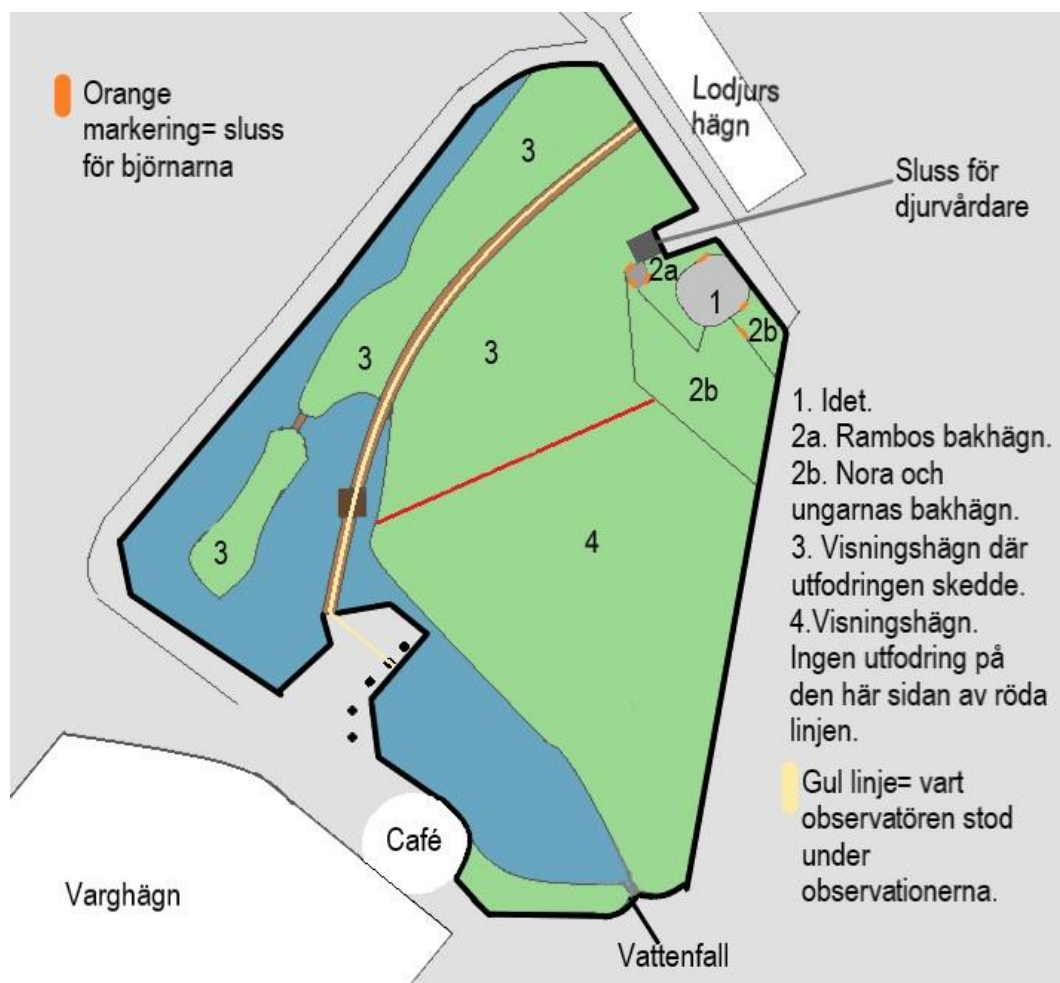 Orange
markering= sluss
för björnarna
Lodjurs
hägn
Sluss för
djurvårdare
3
2a
1
2b
3
3
2b
3
4
1. Idet.
2a. Rambos bakhägn.
2b. Nora och
ungarnas bakhägn.
3. Visningshägn där
utfodringen skedde.
4.Visningshägn.
Ingen utfodring på
den här sidan av röda
linjen.
Gul linje= vart
observatören stod
under
observationerna.
Café
Varghägn
Vattenfall